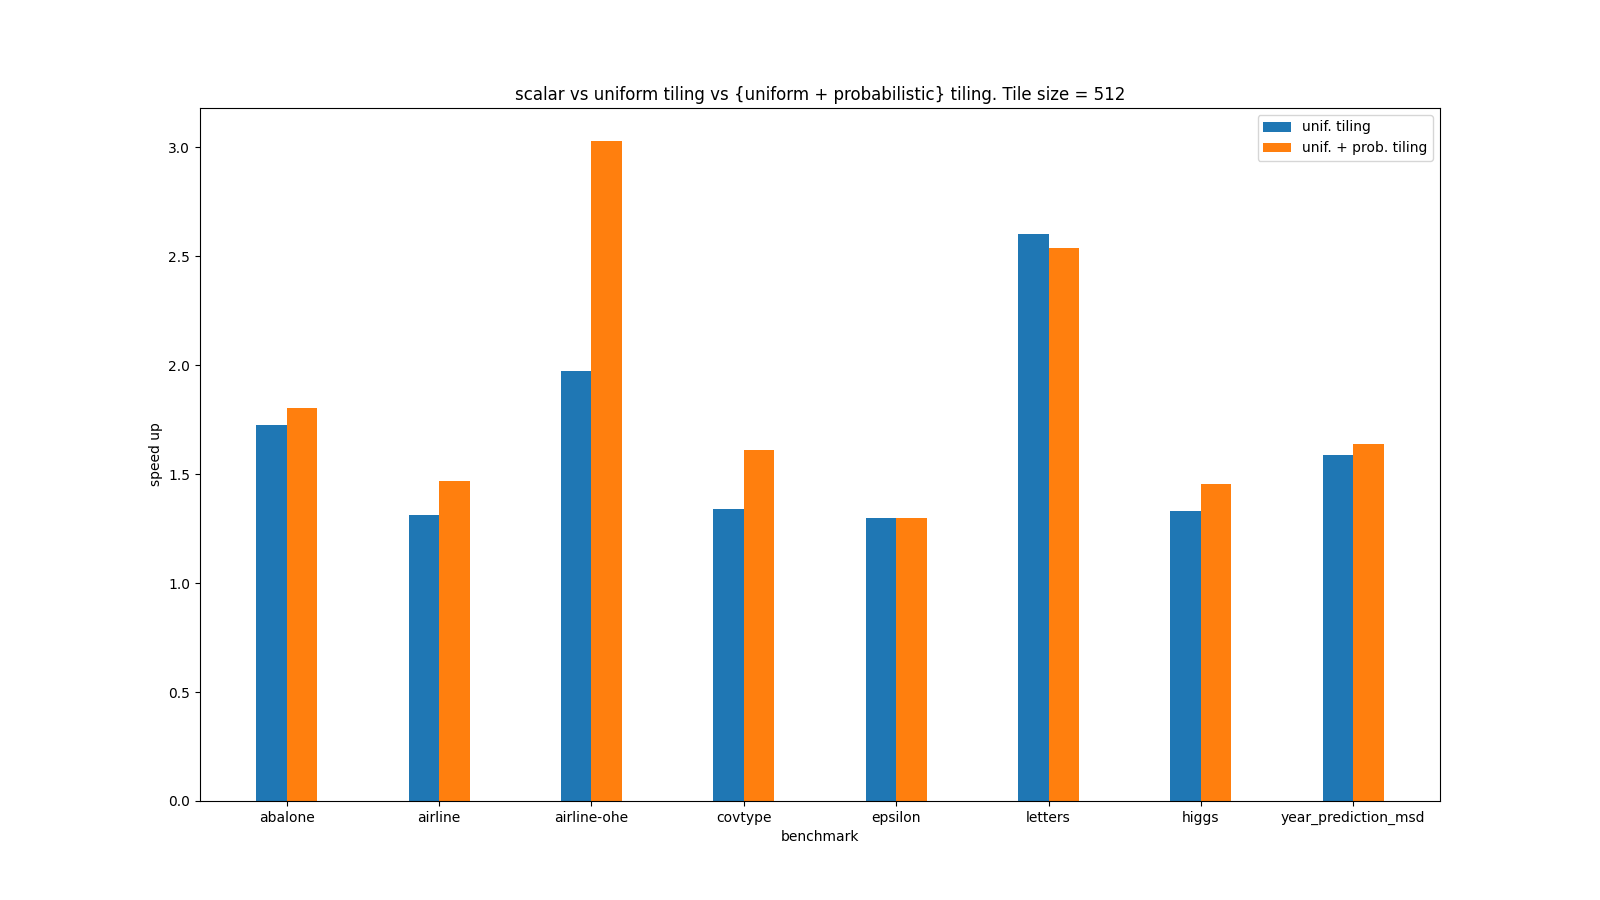 scalar vs uniform tiling vs {uniform + probabilistic} tiling. Tile size = 512
unif. tiling
unif. + prob. tiling
3.0
2.5
2.0
1.5
1.0
0.5
0.0
speed up
abalone airline airline-ohe covtype epsilon letters higgs year_prediction_msd
benchmark